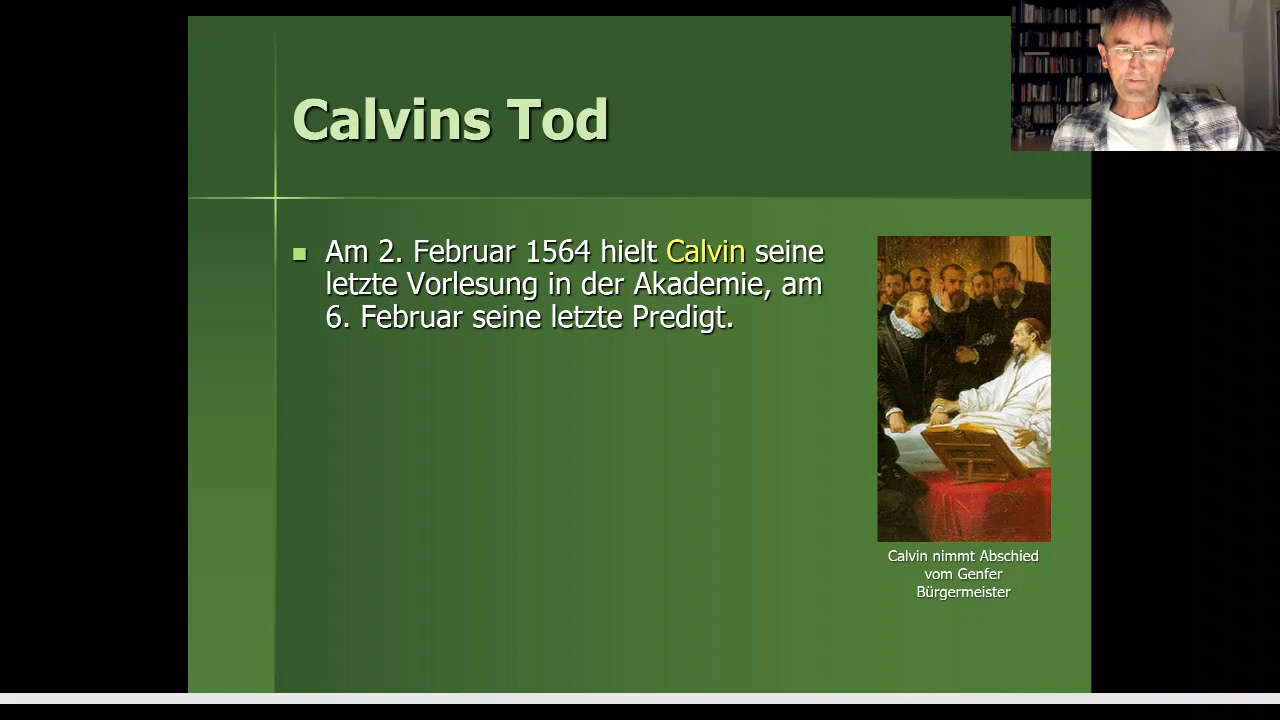 Calvins Tod
Am 2. Februar 1564 hielt Calvin seine
letzte Vorlesung in der Akademie, am
6. Februar seine letzte Predigt.
Calvin nimmt Abschied
vom Genfer
Bürgermeister